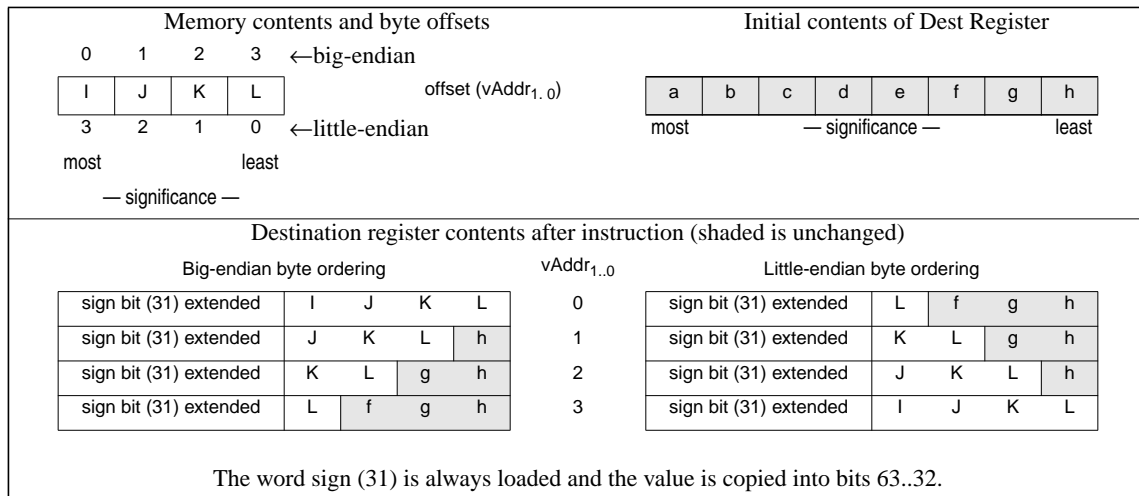 Memory contents and byte offsets
Initial contents of Dest Register
0 1 2 3 ←big-endian
I J K L
offset (vAddr1. 0)
a b c d e f g h
3 2 1 0 ←little-endian
most — significance — least
most least
— significance —
Destination register contents after instruction (shaded is unchanged)
Big-endian byte ordering vAddr1..0 Little-endian byte ordering
sign bit (31) extended I J K L 0 sign bit (31) extended L f g h
sign bit (31) extended J K L h 1 sign bit (31) extended K L g h
sign bit (31) extended K L g h 2 sign bit (31) extended J K L h
sign bit (31) extended L f g h 3 sign bit (31) extended I J K L
The word sign (31) is always loaded and the value is copied into bits 63..32.